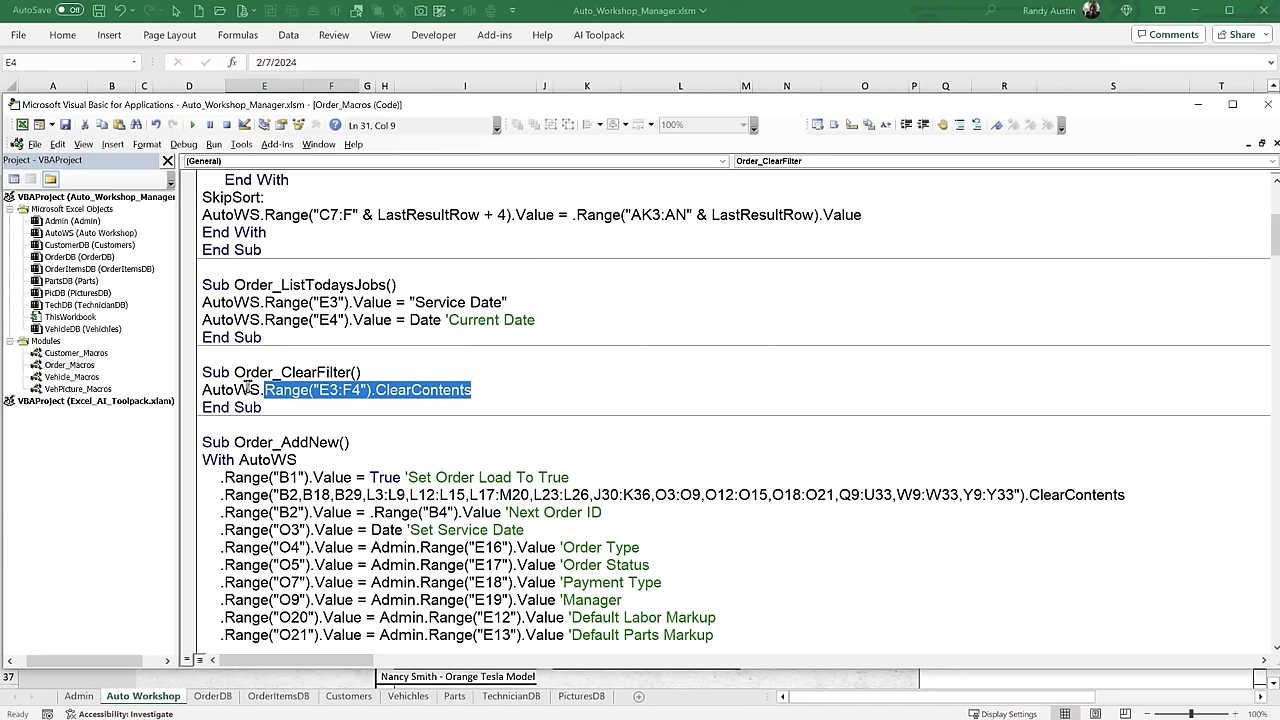 AutoSave Off
Auto_Workshop_Manager.xlsm
Randy Austin
File Home Insert Page Layout Formulas Data Review View Developer Add-ins Help AI Toolpack Comments Share
E4 fx 2/7/2024
A B C D E F G H I J K L M N O P Q R S T
Microsoft Visual Basic for Applications - Auto_Workshop_Manager.xlsm - [Order_Macros (Code)]
Ln 31, Col 9 100%
File Edit View Insert Format Debug Run Tools Add-Ins Window Help
Project - VBAProject
(General) Order_ClearFilter
VBAProject (Auto_Workshop_Manager
Microsoft Excel Objects
Admin (Admin)
AutoWS (Auto Workshop)
CustomerDB (Customers)
OrderDB (OrderDB)
OrderItemsDB (OrderItemsDB)
PartsDB (Parts)
PicDB (PicturesDB)
TechDB (TechnicianDB)
ThisWorkbook
VehicleDB (Vehichles)
Modules
Customer_Macros
Order_Macros
Vehicle_Macros
VehPicture_Macros
VBAProject (Excel_AI_Toolpack.xlam)
End With
SkipSort:
AutoWS.Range("C7:F" & LastResultRow + 4).Value = .Range("AK3:AN" & LastResultRow).Value
End With
End Sub
Sub Order_ListTodaysJobs()
AutoWS.Range("E3").Value = "Service Date"
AutoWS.Range("E4").Value = Date 'Current Date
End Sub
Sub Order_ClearFilter()
AutoWS.Range("E3:F4").ClearContents
End Sub
Sub Order_AddNew()
With AutoWS
.Range("B1").Value = True 'Set Order Load To True
.Range("B2,B18,B29,L3:L9,L12:L15,L17:M20,L23:L26,J30:K36,O3:O9,O12:O15,O18:O21,Q9:U33,W9:W33,Y9:Y33").ClearContents
.Range("B2").Value = .Range("B4").Value 'Next Order ID
.Range("O3").Value = Date 'Set Service Date
.Range("O4").Value = Admin.Range("E16").Value 'Order Type
.Range("O5").Value = Admin.Range("E17").Value 'Order Status
.Range("O7").Value = Admin.Range("E18").Value 'Payment Type
.Range("O9").Value = Admin.Range("E19").Value 'Manager
.Range("O20").Value = Admin.Range("E12").Value 'Default Labor Markup
.Range("O21").Value = Admin.Range("E13").Value 'Default Parts Markup
37 Nancy Smith - Orange Tesla Model
Admin Auto Workshop OrderDB OrderItemsDB Customers Vehichles Parts TechnicianDB PicturesDB
Ready Accessibility: Investigate Display Settings 100%